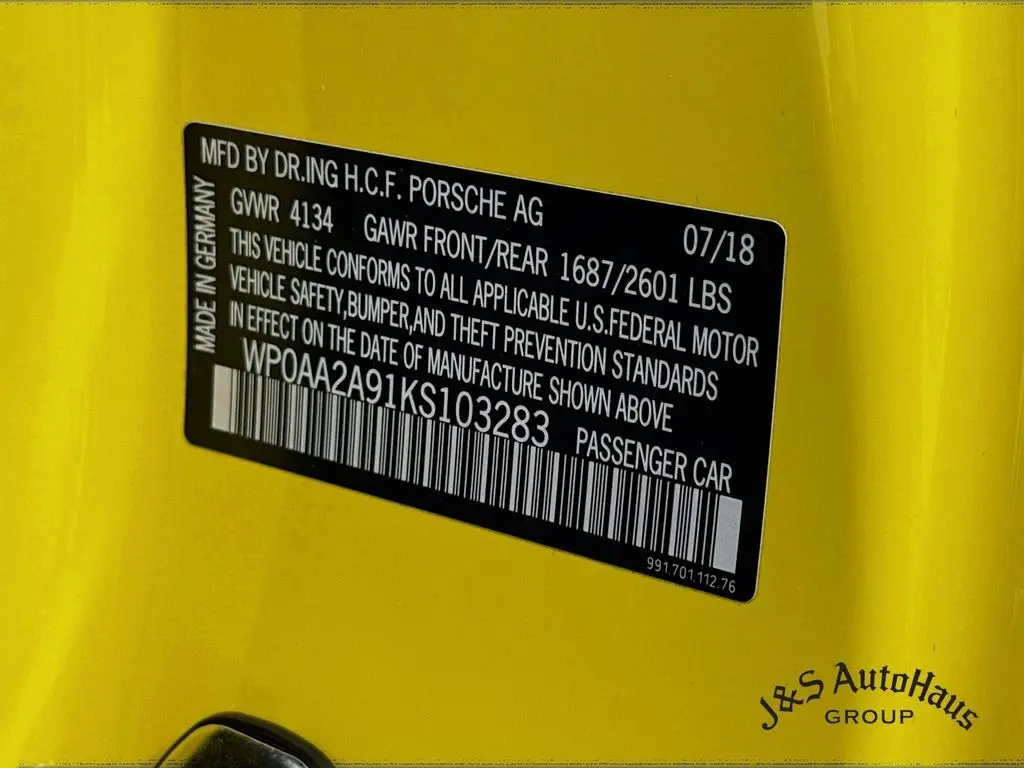 MFD BY DR.ING H.C.F. PORSCHE AG
07/18
GVWR 4134 GAWR FRONT/REAR 1687/2601 LBS
THIS VEHICLE CONFORMS TO ALL APPLICABLE U.S.FEDERAL MOTOR
VEHICLE SAFETY,BUMPER,AND THEFT PREVENTION STANDARDS
IN EFFECT ON THE DATE OF MANUFACTURE SHOWN ABOVE
WP0AA2A91KS103283 PASSENGER CAR
MADE IN GERMANY
991.701.112.76
J&S AutoHaus
GROUP